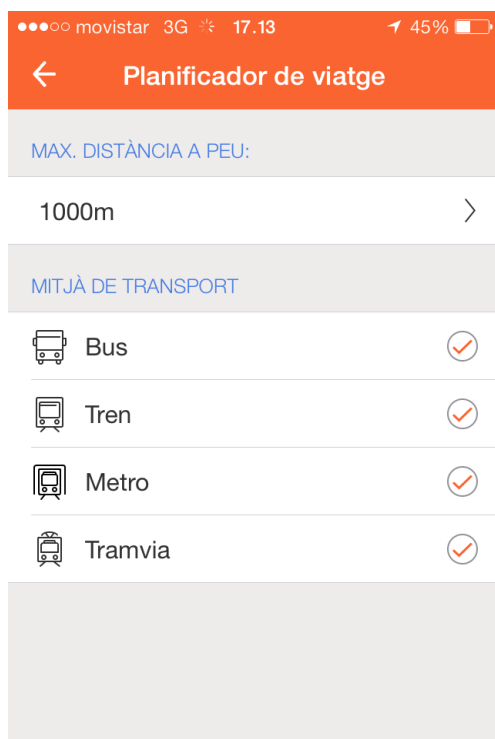 movistar 3G 17.13 45%
Planificador de viatge
MAX. DISTÀNCIA A PEU:
1000m
MITJÀ DE TRANSPORT
Bus
Tren
Metro
Tramvia